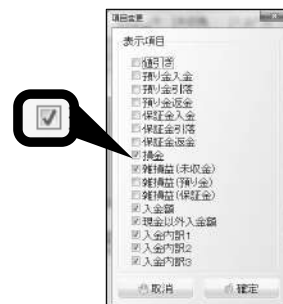 項目変更
表示項目
値引き
預り金入金
預り金引落
預り金返金
保証金入金
保証金引落
保証金返金
損金
雑損益(未収金)
雑損益(預り金)
雑損益(保証金)
入金額
現金以外入金額
入金内訳1
入金内訳2
入金内訳3
取消
確定